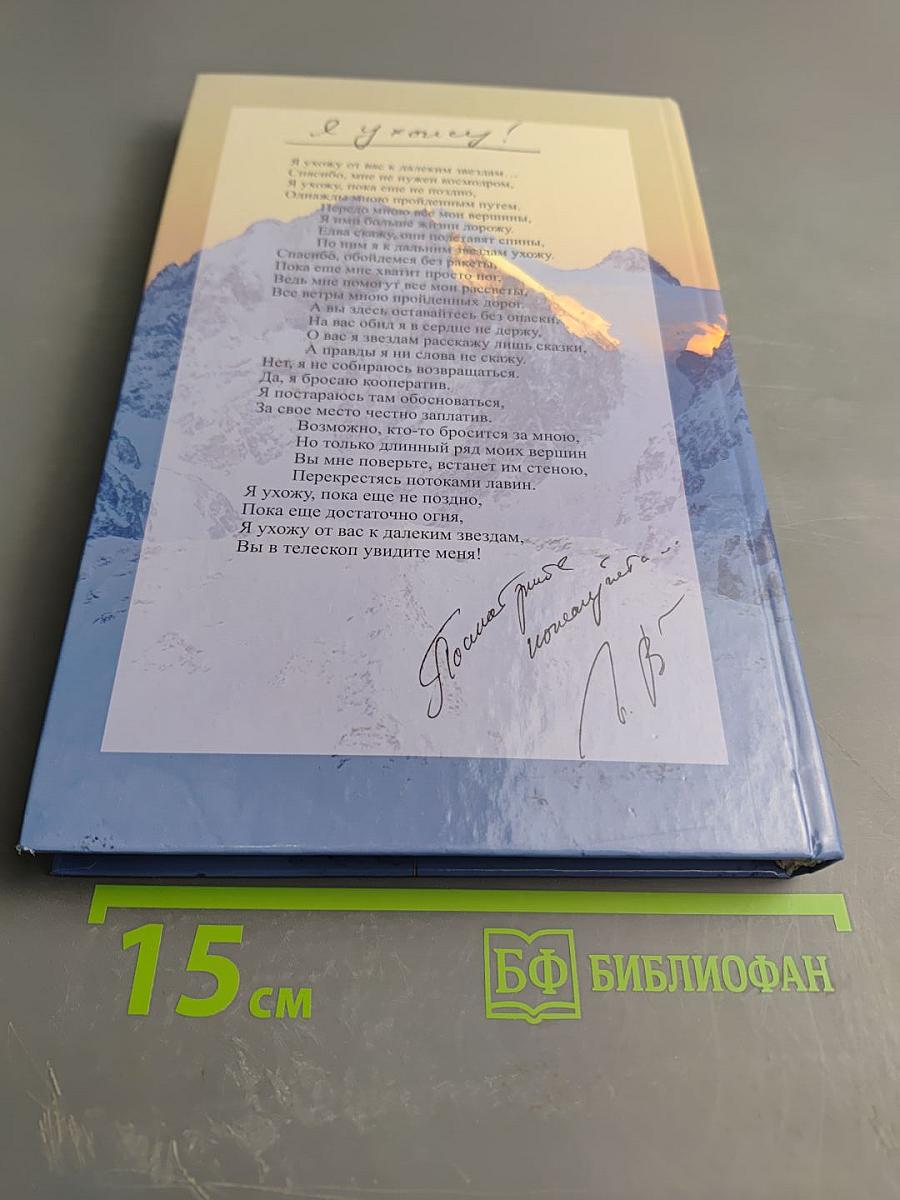 Я ухожу!
Я ухожу от вас к далеким звездам...
Спасибо, мне не нужен космодром,
Я ухожу, пока еще не поздно,
Однажды мною пройденным путем.
Передо мною все мои вершины,
Я ими больше жизни дорожу.
Едва скажу, они подставят спины,
По ним я к дальним звездам ухожу.
Спасибо, обойдемся без ракеты,
Пока еще мне хватит просто ног.
Ведь мне помогут все мои рассветы,
Все ветры мною пройденных дорог.
А вы здесь оставайтесь без опаски,
На вас обид я в сердце не держу,
О вас я звездам расскажу лишь сказки,
А правды я ни слова не скажу.
Нет, я не собираюсь возвращаться.
Да, я бросаю кооператив.
Я постараюсь там обосноваться,
За свое место честно заплатив.
Возможно, кто-то бросится за мною,
Но только длинный ряд моих вершин
Вы мне поверьте, встанет им стеною,
Перекрестясь потоками лавин.
Я ухожу, пока еще не поздно,
Пока еще достаточно огня,
Я ухожу от вас к далеким звездам,
Вы в телескоп увидите меня!
Посмотрите
пожалуйста...
15 см
БФ БИБЛИОФАН